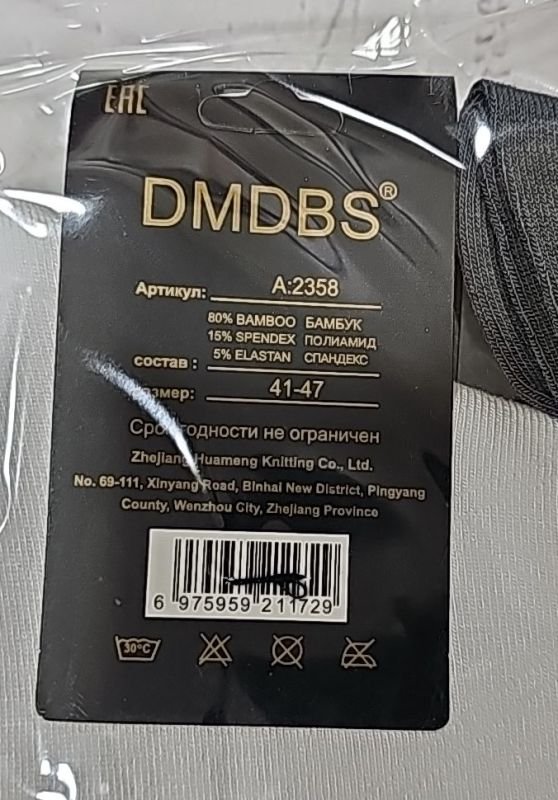 EAC
DMDBS®
Артикул: A:2358
80% BAMBOO БАМБУК
15% SPENDEX ПОЛИАМИД
состав : 5% ELASTAN СПАНДЕКС
41-47
годности не ограничен
Zhejiang Huameng Knitting Co., Ltd.
No. 69-111, Xinyang Road, Binhai New District, Pingyang
County, Wenzhou City, Zhejiang Province
6 975959 211729
30°C